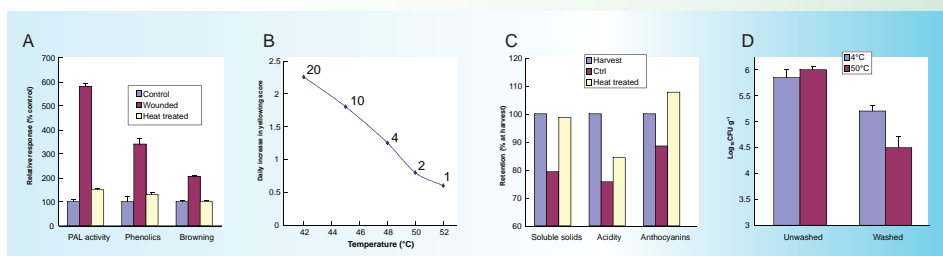 A
Relative response (% control)
700
600
500
400
300
200
100
0
Control
Wounded
Heat treated
PAL activity Phenolics Browning
B
Daily increase in yellowing score
2.5
2
1.5
1
0.5
0
20
10
4
2
1
42 44 46 48 50 52
Temperature (°C)
C
Retention (% at harvest)
120
110
100
90
80
70
60
Harvest
Ctrl
Heat treated
Soluble solids Acidity Anthocyanins
D
Log10CFU g-1
6
5.5
5
4.5
4
3.5
3
4°C
50°C
Unwashed Washed